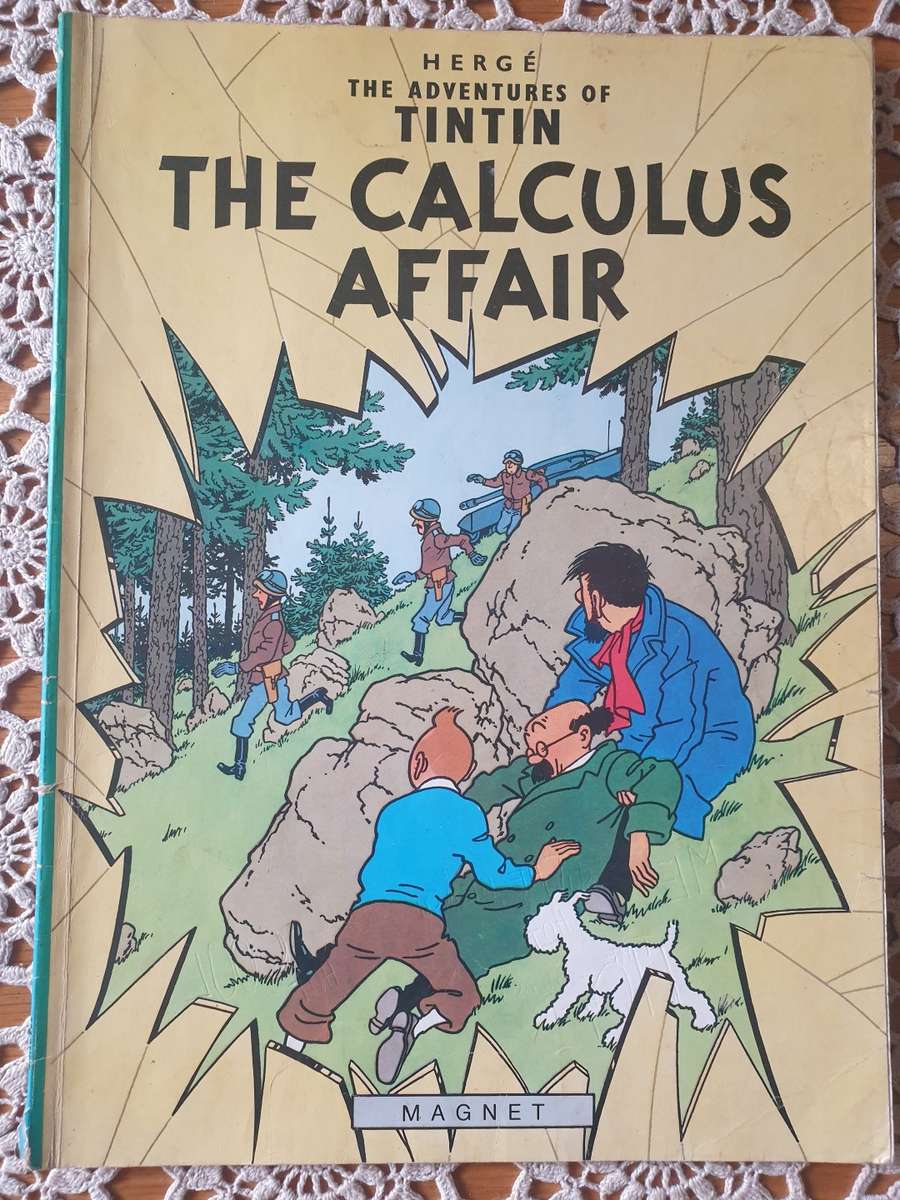 HERGÉ
THE ADVENTURES OF
TINTIN
THE CALCULUS
AFFAIR
MAGNET